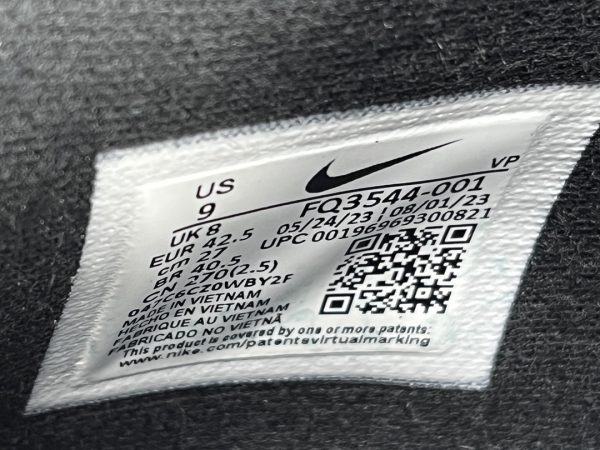 US
9
VP
FQ3544-001
UK 8
05/24/23 08/01/23
EUR 42.5
UPC 00196969300821
cm 27
BR 40.5
CN 270(2.5)
047C6CZ0WBY2F
MADE IN VIETNAM
HECHO EN VIETNAM
FABRIQUE AU VIETNAM
FABRICADO NO VIETNÃ
This product is covered by one or more patents:
www.nike.com/patentsvirtualmarking